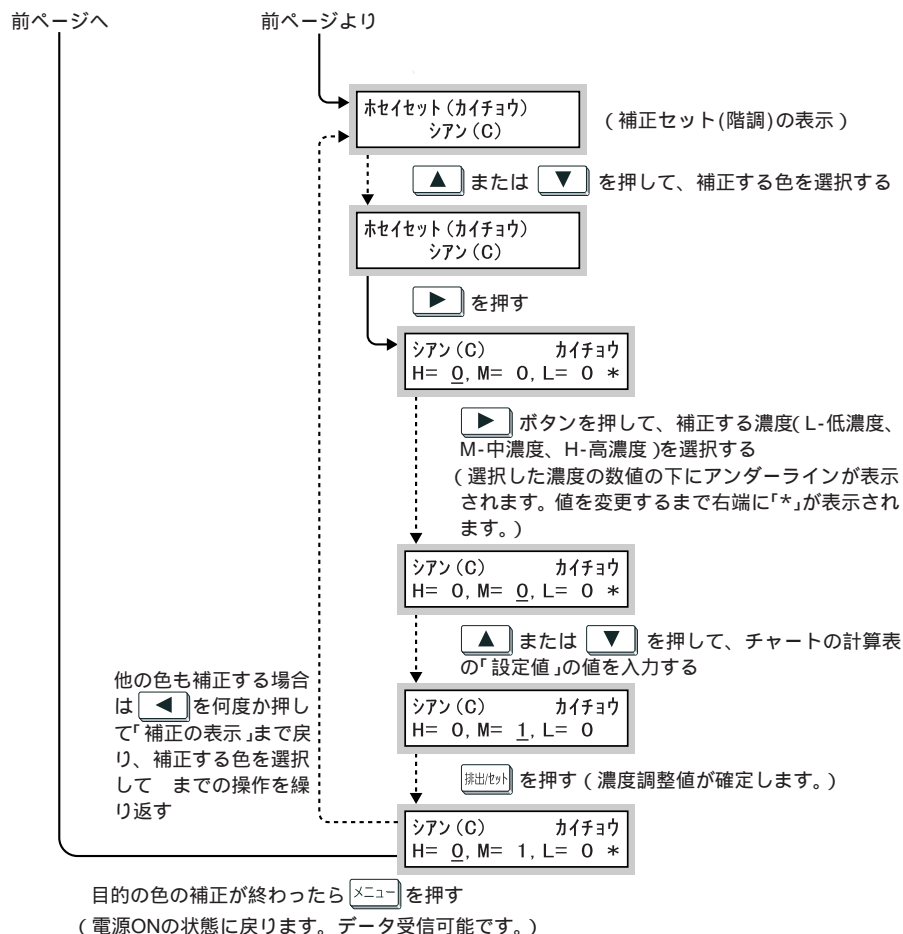 前ページへ
前ページより
ホセイセット(カイチョウ)
シアン(C)
(補正セット(階調)の表示)
▲ または ▼ を押して、補正する色を選択する
ホセイセット(カイチョウ)
シアン(C)
▶ を押す
シアン(C) カイチョウ
H= 0, M= 0, L= 0 *
▶ ボタンを押して、補正する濃度(L-低濃度、
M-中濃度、H-高濃度)を選択する
(選択した濃度の数値の下にアンダーラインが表示
されます。値を変更するまで右端に「*」が表示され
ます。)
シアン(C) カイチョウ
H= 0, M= 0, L= 0 *
▲ または ▼ を押して、チャートの計算表
の「設定値」の値を入力する
シアン(C) カイチョウ
H= 0, M= 1, L= 0
排出/セット を押す(濃度調整値が確定します。)
シアン(C) カイチョウ
H= 0, M= 1, L= 0 *
他の色も補正する場合
は ◀ を何度か押し
て「補正の表示」まで戻
り、補正する色を選択
して までの操作を繰
り返す
目的の色の補正が終わったら メニュー を押す
(電源ONの状態に戻ります。データ受信可能です。)